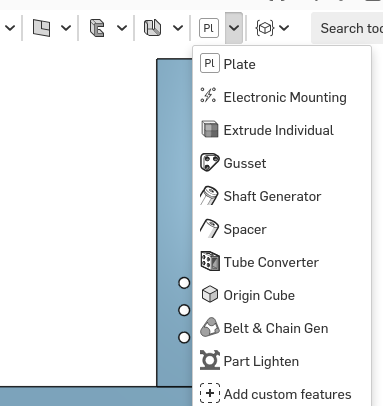 Pl
Search too
Pl Plate
Electronic Mounting
Extrude Individual
Gusset
Shaft Generator
Spacer
Tube Converter
Origin Cube
Belt & Chain Gen
Part Lighten
Add custom features